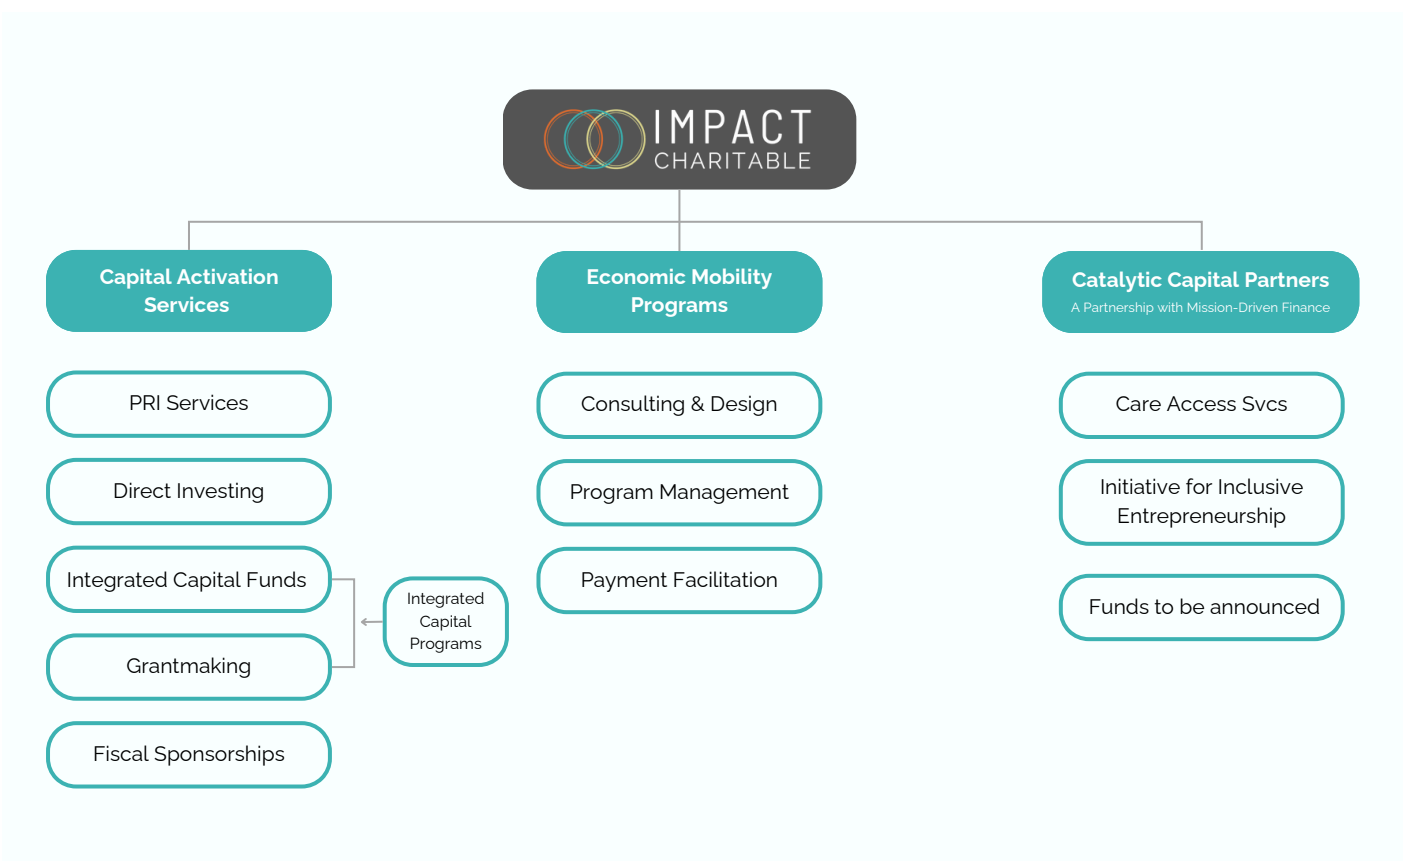 IMPACT
CHARITABLE
Capital Activation
Services
Economic Mobility
Programs
Catalytic Capital Partners
A Partnership with Mission-Driven Finance
PRI Services
Direct Investing
Integrated Capital Funds
Grantmaking
Fiscal Sponsorships
Integrated
Capital
Programs
Consulting & Design
Program Management
Payment Facilitation
Care Access Svcs
Initiative for Inclusive
Entrepreneurship
Funds to be announced